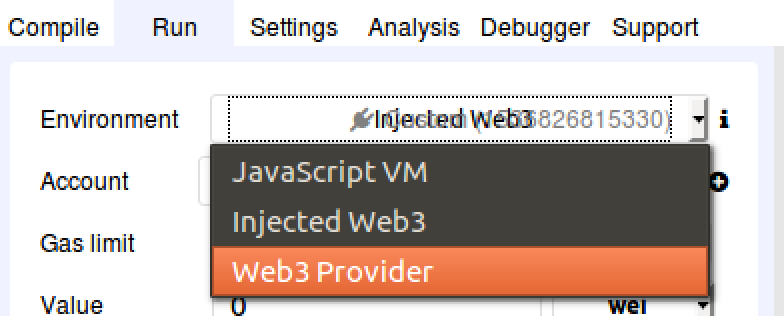 Compile Run Settings Analysis Debugger Support
Environment Injected Web3
Account JavaScript VM
Injected Web3
Gas limit
Web3 Provider
Value 0 wei